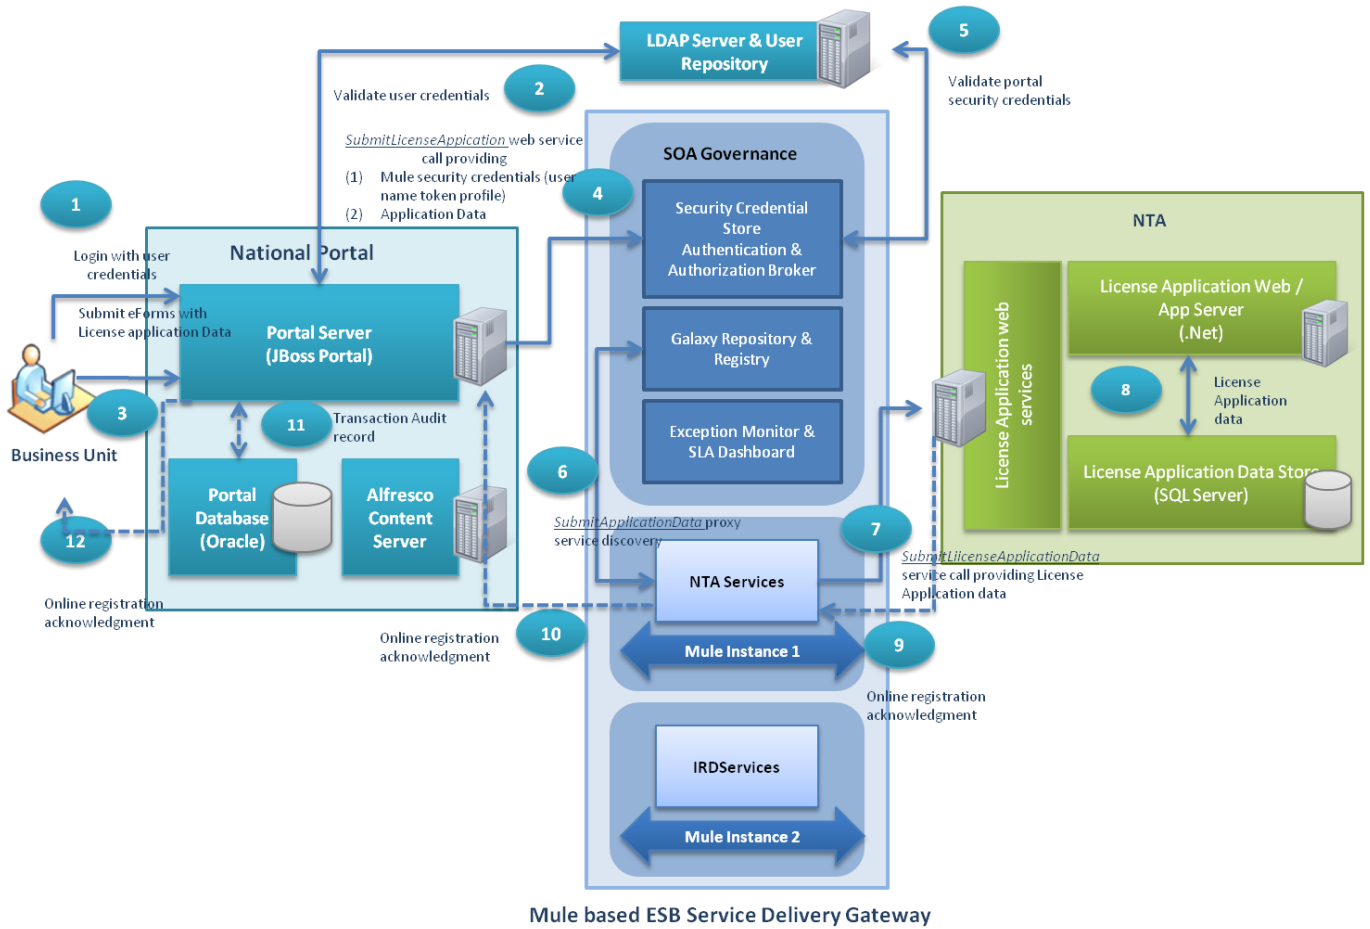 LDAP Server & User
Repository
5
Validate portal
security credentials
2
Validate user credentials
SubmitLicenseAppication web service
call providing
(1) Mule security credentials (user
name token profile)
(2) Application Data
1
Login with user
credentials
Submit eForms with
License application Data
3
Business Unit
National Portal
Portal Server
(JBoss Portal)
11
Transaction Audit
record
Portal
Database
(Oracle)
Alfresco
Content
Server
12
Online registration
acknowledgment
10
Online registration
acknowledgment
4
SOA Governance
Security Credential
Store
Authentication &
Authorization Broker
Galaxy Repository &
Registry
Exception Monitor &
SLA Dashboard
6
SubmitApplicationData proxy
service discovery
NTA Services
Mule Instance 1
IRDServices
Mule Instance 2
7
SubmitLiicenseApplicationData
service call providing License
Application data
9
Online registration
acknowledgment
NTA
License Application web
services
License Application Web /
App Server
(.Net)
8
License
Application
data
License Application Data Store
(SQL Server)
Mule based ESB Service Delivery Gateway